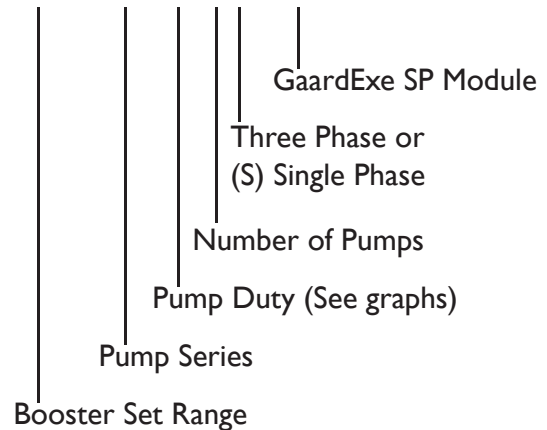 GaardExe SP Module
Three Phase or
(S) Single Phase
Number of Pumps
Pump Duty (See graphs)
Pump Series
Booster Set Range